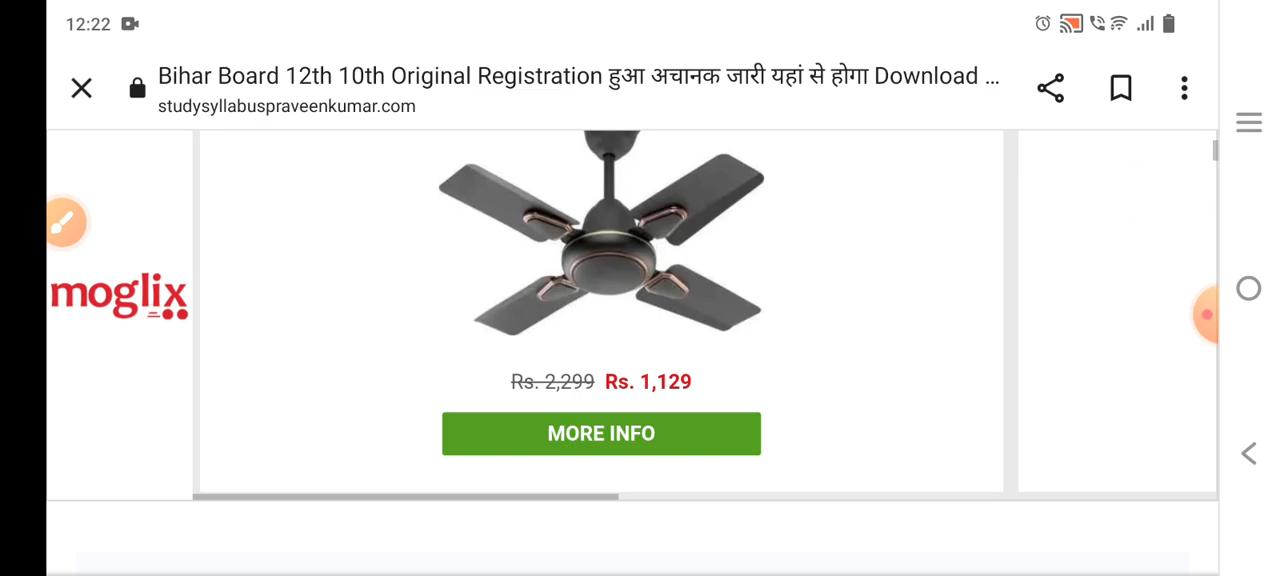 12:22
Bihar Board 12th 10th Original Registration हुआ अचानक जारी यहां से होगा Download ...
studysyllabuspraveenkumar.com
moglix
Rs. 2,299 Rs. 1,129
MORE INFO